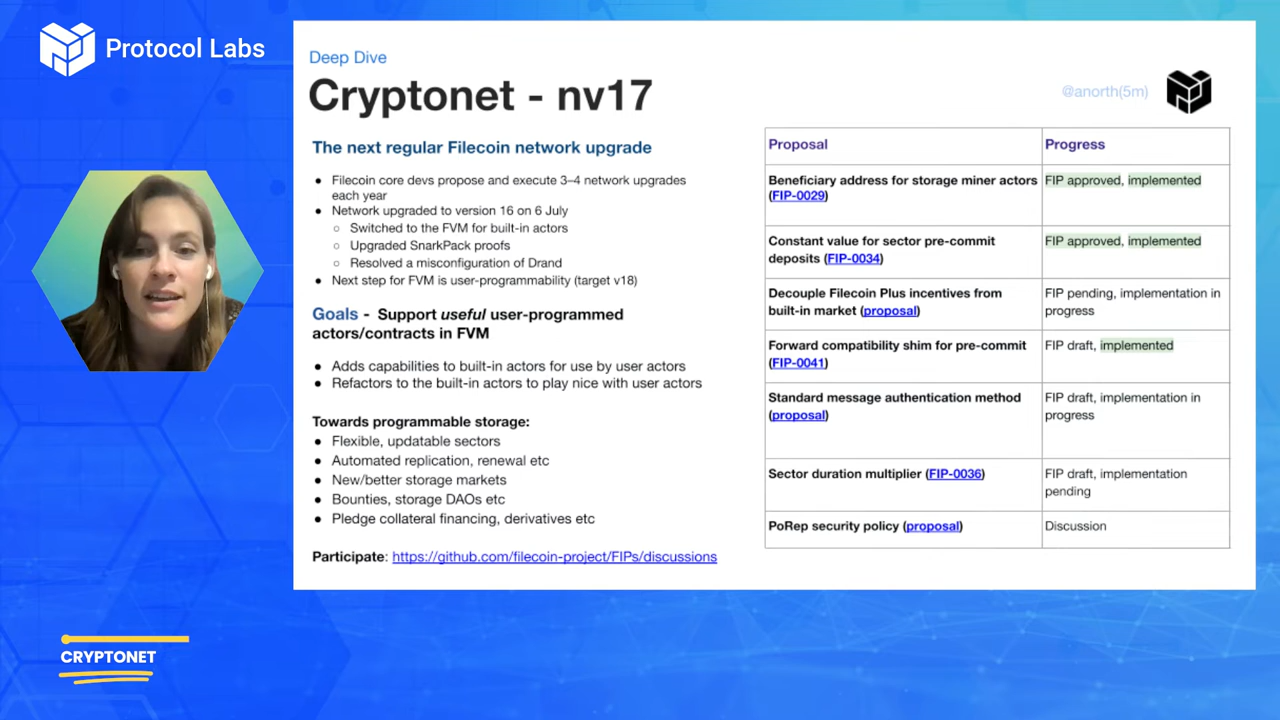 Protocol Labs
Deep Dive
Cryptonet - nv17
@anorth(5m)
The next regular Filecoin network upgrade
● Filecoin core devs propose and execute 3–4 network upgrades
each year
● Network upgraded to version 16 on 6 July
○ Switched to the FVM for built-in actors
○ Upgraded SnarkPack proofs
○ Resolved a misconfiguration of Drand
● Next step for FVM is user-programmability (target v18)
Goals - Support useful user-programmed
actors/contracts in FVM
● Adds capabilities to built-in actors for use by user actors
● Refactors to the built-in actors to play nice with user actors
Towards programmable storage:
● Flexible, updatable sectors
● Automated replication, renewal etc
● New/better storage markets
● Bounties, storage DAOs etc
● Pledge collateral financing, derivatives etc
Participate: https://github.com/filecoin-project/FIPs/discussions
Proposal Progress
Beneficiary address for storage miner actors FIP approved, implemented
(FIP-0029)
Constant value for sector pre-commit FIP approved, implemented
deposits (FIP-0034)
Decouple Filecoin Plus incentives from FIP pending, implementation in
built-in market (proposal) progress
Forward compatibility shim for pre-commit FIP draft, implemented
(FIP-0041)
Standard message authentication method FIP draft, implementation in
(proposal) progress
Sector duration multiplier (FIP-0036) FIP draft, implementation
pending
PoRep security policy (proposal) Discussion
CRYPTONET